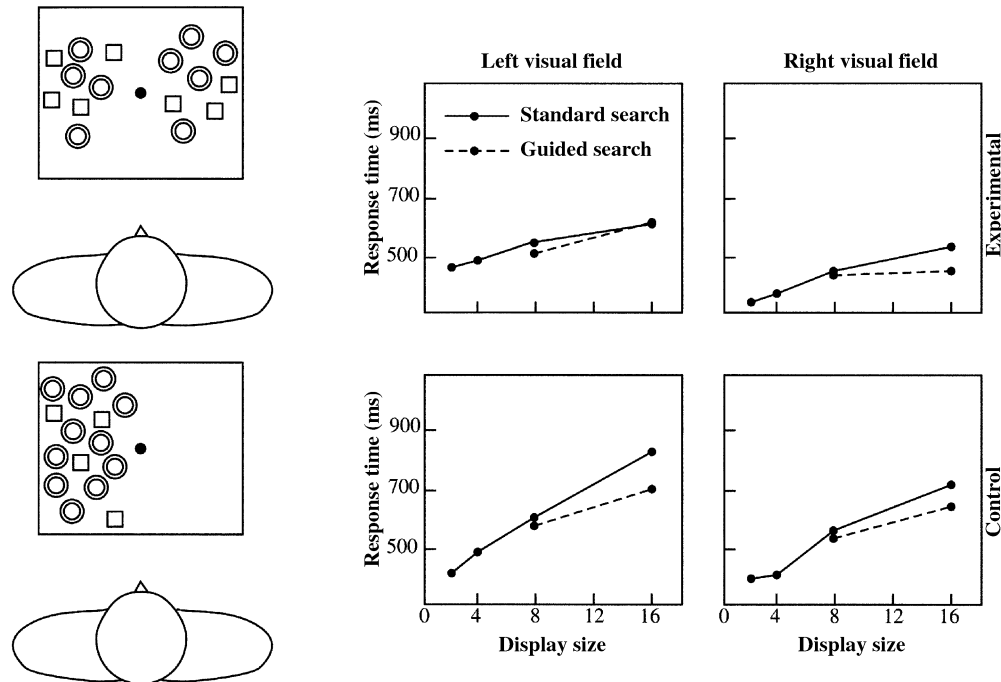 Left visual field
Right visual field
Standard search
Guided search
Response time (ms)
900
700
500
Experimental
Response time (ms)
900
700
500
Control
0 4 8 12 16
0 4 8 12 16
Display size
Display size